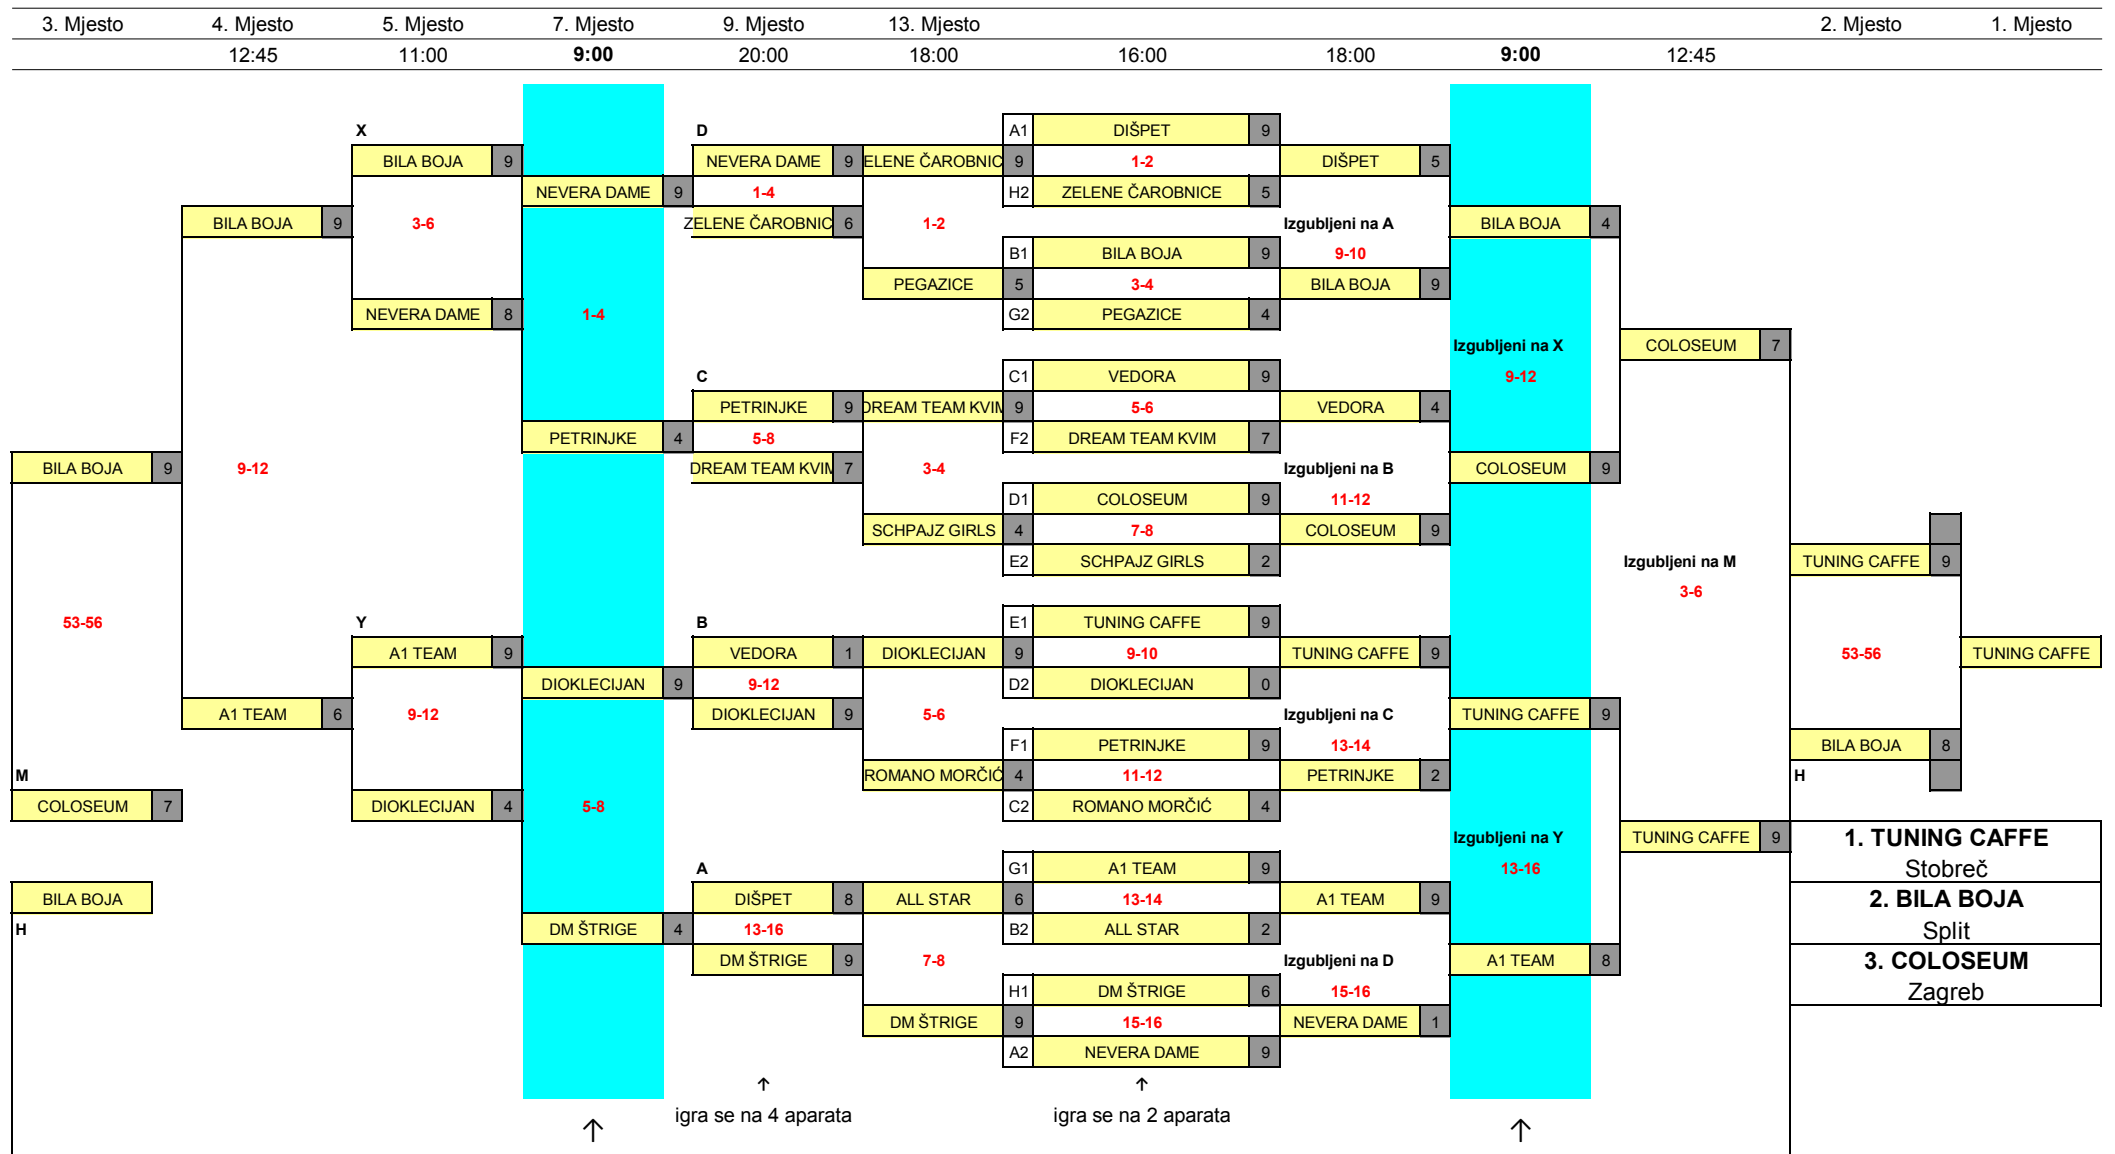 3. Mjesto 4. Mjesto 5. Mjesto 7. Mjesto 9. Mjesto 13. Mjesto 2. Mjesto 1. Mjesto
12:45 11:00 9:00 20:00 18:00 16:00 18:00 9:00 12:45
X D A1 DIŠPET 9
BILA BOJA 9 NEVERA DAME 9 ELENE ČAROBNIC 9 1-2 DIŠPET 5
NEVERA DAME 9 1-4 H2 ZELENE ČAROBNICE 5
BILA BOJA 9 3-6 ZELENE ČAROBNIC 6 1-2 Izgubljeni na A BILA BOJA 4
B1 BILA BOJA 9 9-10
PEGAZICE 5 3-4 BILA BOJA 9
NEVERA DAME 8 1-4 G2 PEGAZICE 4
Izgubljeni na X COLOSEUM 7
C C1 VEDORA 9 9-12
PETRINJKE 9 DREAM TEAM KVIM 9 5-6 VEDORA 4
PETRINJKE 4 5-8 F2 DREAM TEAM KVIM 7
BILA BOJA 9 9-12 DREAM TEAM KVIM 7 3-4 Izgubljeni na B COLOSEUM 9
D1 COLOSEUM 9 11-12
SCHPAJZ GIRLS 4 7-8 COLOSEUM 9
E2 SCHPAJZ GIRLS 2 Izgubljeni na M TUNING CAFFE 9
3-6
53-56 Y B E1 TUNING CAFFE 9
A1 TEAM 9 VEDORA 1 DIOKLECIJAN 9 9-10 TUNING CAFFE 9 53-56 TUNING CAFFE
DIOKLECIJAN 9 9-12 D2 DIOKLECIJAN 0
A1 TEAM 6 9-12 DIOKLECIJAN 9 5-6 Izgubljeni na C TUNING CAFFE 9
F1 PETRINJKE 9 13-14 BILA BOJA 8
M ROMANO MORČIĆ 4 11-12 PETRINJKE 2 H
COLOSEUM 7 DIOKLECIJAN 4 5-8 C2 ROMANO MORČIĆ 4
Izgubljeni na Y TUNING CAFFE 9 1. TUNING CAFFE
A G1 A1 TEAM 9 13-16 Stobreč
BILA BOJA DIŠPET 8 ALL STAR 6 13-14 A1 TEAM 9 2. BILA BOJA
H DM ŠTRIGE 4 13-16 B2 ALL STAR 2 Split
DM ŠTRIGE 9 7-8 Izgubljeni na D A1 TEAM 8 3. COLOSEUM
H1 DM ŠTRIGE 6 15-16 Zagreb
DM ŠTRIGE 9 15-16 NEVERA DAME 1
A2 NEVERA DAME 9
↑ ↑
igra se na 4 aparata igra se na 2 aparata
↑ ↑